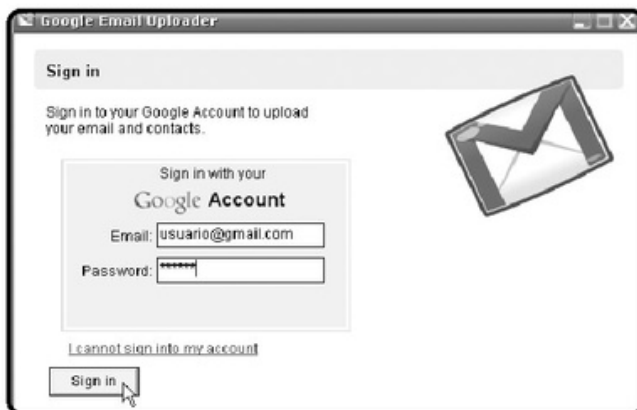 Google Email Uploader
Sign in
Sign in to your Google Account to upload
your email and contacts.
Sign in with your
Google Account
Email: usuario@gmail.com
Password: ******
I cannot sign into my account
Sign in